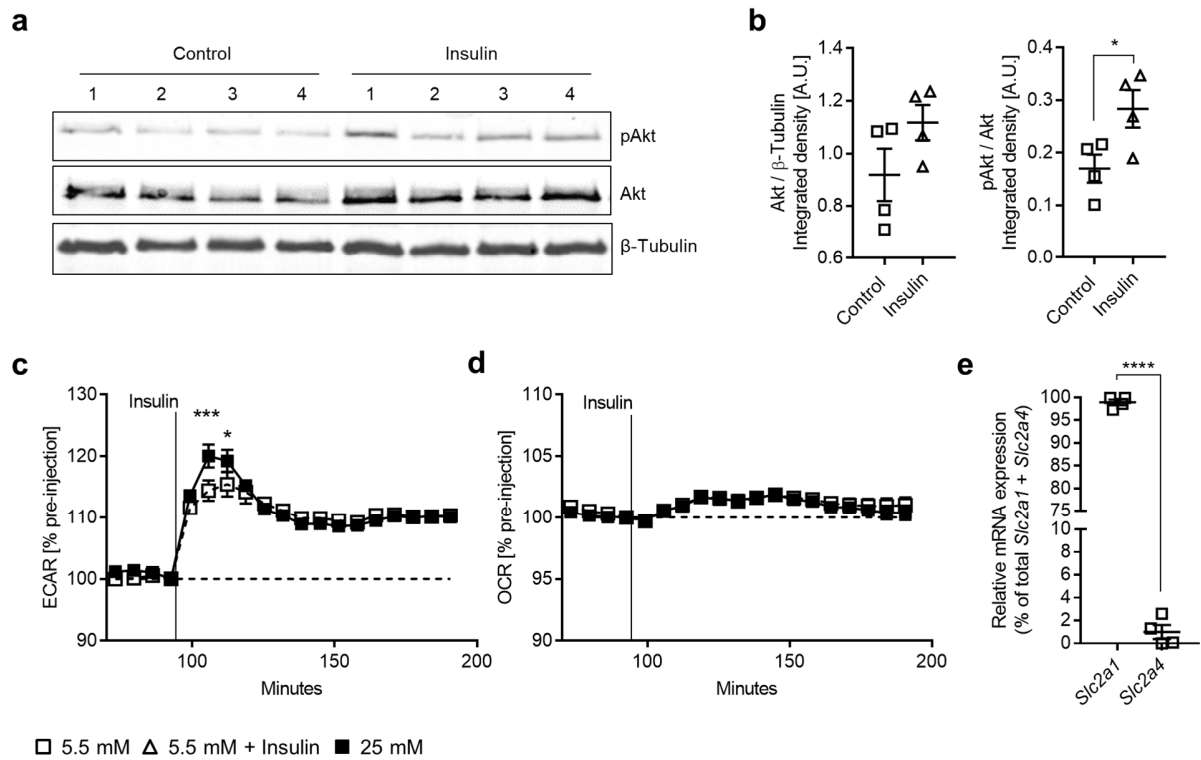 a
Control Insulin
1 2 3 4 1 2 3 4
pAkt
Akt
β-Tubulin
b
Akt / β-Tubulin
Integrated density [A.U.]
1.4
1.2
1.0
0.8
0.6
Control
Insulin
pAkt / Akt
Integrated density [A.U.]
*
0.4
0.3
0.2
0.1
0.0
Control
Insulin
c
ECAR [% pre-injection]
130
120
110
100
90
Insulin
***
*
100 150 200
Minutes
d
OCR [% pre-injection]
110
105
100
95
90
Insulin
100 150 200
Minutes
e
Relative mRNA expression
(% of total Slc2a1 + Slc2a4)
****
100
95
90
85
80
75
10
8
6
4
2
0
Slc2a1
Slc2a4
5.5 mM 5.5 mM + Insulin 25 mM